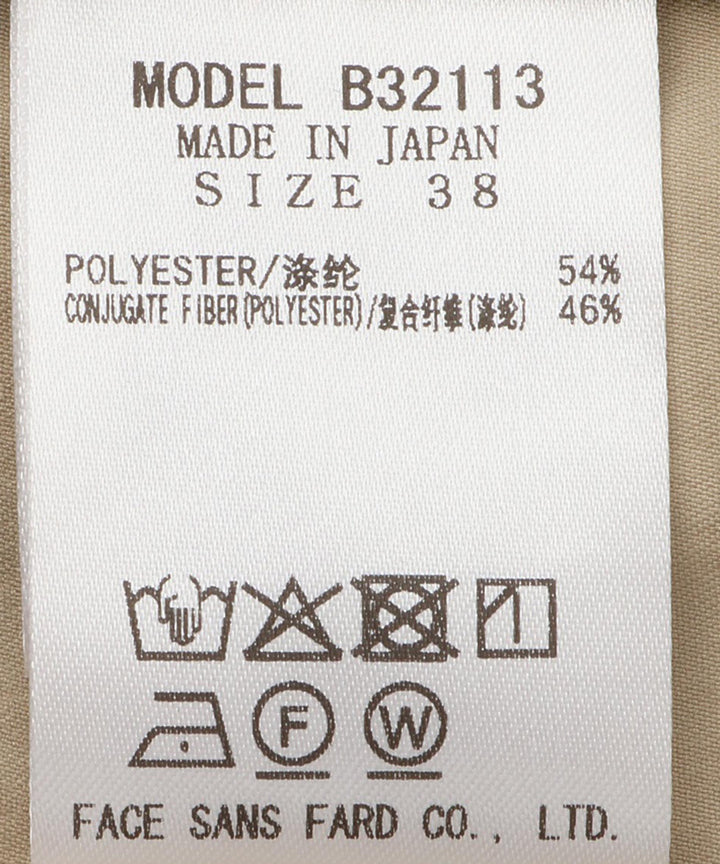 MODEL B32113
MADE IN JAPAN
SIZE 38
POLYESTER/涤纶 54%
CONJUGATE FIBER(POLYESTER)/复合纤维(涤纶) 46%
F W
FACE SANS FARD CO., LTD.